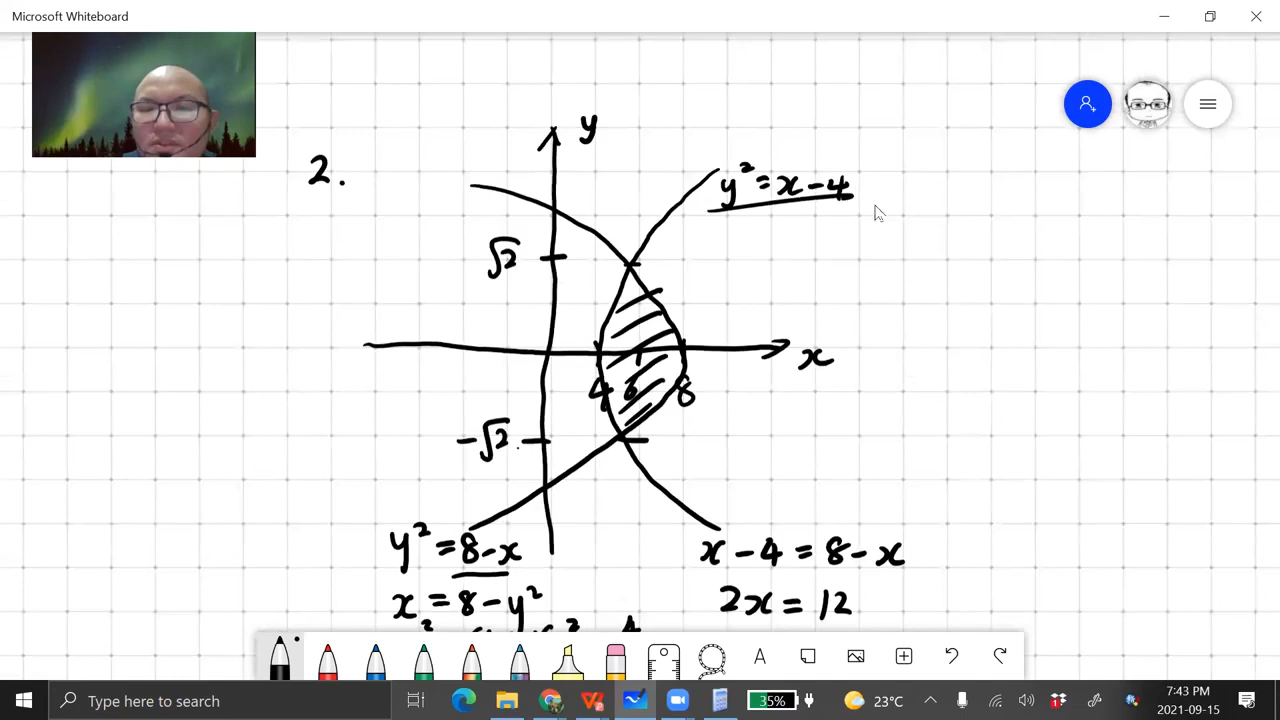 Microsoft Whiteboard
2.
y
y² = x - 4
√2
x
4 6 8
-√2
y² = 8 - x
x - 4 = 8 - x
x = 8 - y²
2x = 12
A
Type here to search
35%
23°C
7:43 PM
2021-09-15